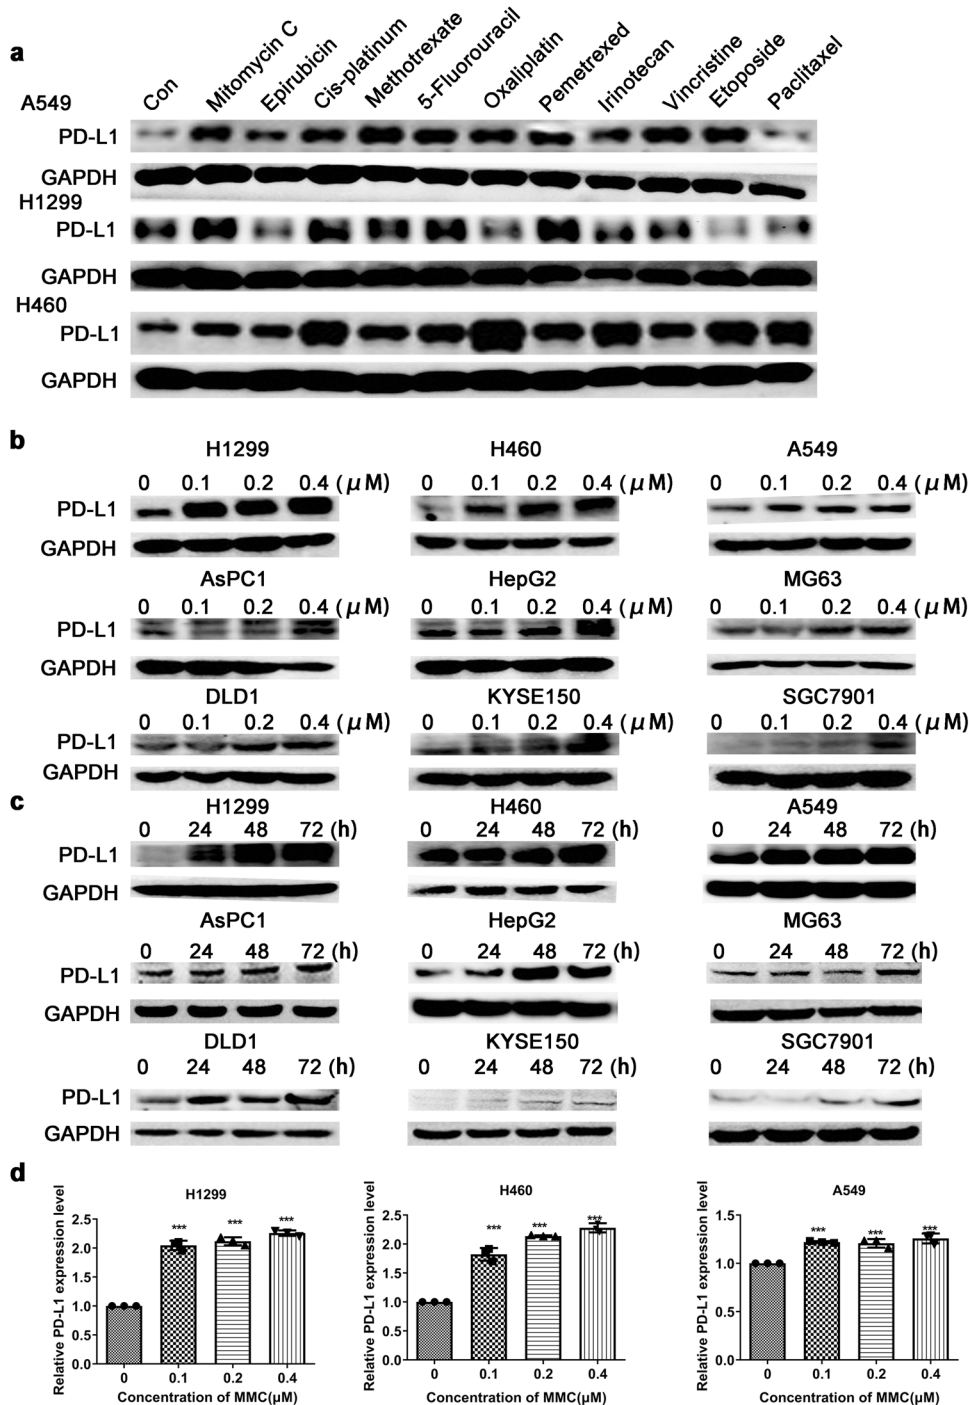 a
Con Mitomycin C Epirubicin Cis-platinum Methotrexate 5-Fluorouracil Oxaliplatin Pemetrexed Irinotecan Vincristine Etoposide Paclitaxel
A549
PD-L1
GAPDH
H1299
PD-L1
GAPDH
H460
PD-L1
GAPDH
b
H1299 H460 A549
0 0.1 0.2 0.4 (μM) 0 0.1 0.2 0.4 (μM) 0 0.1 0.2 0.4 (μM)
PD-L1
GAPDH
AsPC1 HepG2 MG63
0 0.1 0.2 0.4 (μM) 0 0.1 0.2 0.4 (μM) 0 0.1 0.2 0.4 (μM)
PD-L1
GAPDH
DLD1 KYSE150 SGC7901
0 0.1 0.2 0.4 (μM) 0 0.1 0.2 0.4 (μM) 0 0.1 0.2 0.4 (μM)
PD-L1
GAPDH
c
H1299 H460 A549
0 24 48 72 (h) 0 24 48 72 (h) 0 24 48 72 (h)
PD-L1
GAPDH
AsPC1 HepG2 MG63
0 24 48 72 (h) 0 24 48 72 (h) 0 24 48 72 (h)
PD-L1
GAPDH
DLD1 KYSE150 SGC7901
0 24 48 72 (h) 0 24 48 72 (h) 0 24 48 72 (h)
PD-L1
GAPDH
d
H1299
Relative PD-L1 expression level
2.5
2.0
1.5
1.0
0.5
0.0
*** *** ***
0 0.1 0.2 0.4
Concentration of MMC(μM)
H460
Relative PD-L1 expression level
2.5
2.0
1.5
1.0
0.5
0.0
*** *** ***
0 0.1 0.2 0.4
Concentration of MMC(μM)
A549
Relative PD-L1 expression level
1.5
1.0
0.5
0.0
*** *** ***
0 0.1 0.2 0.4
Concentration of MMC(μM)